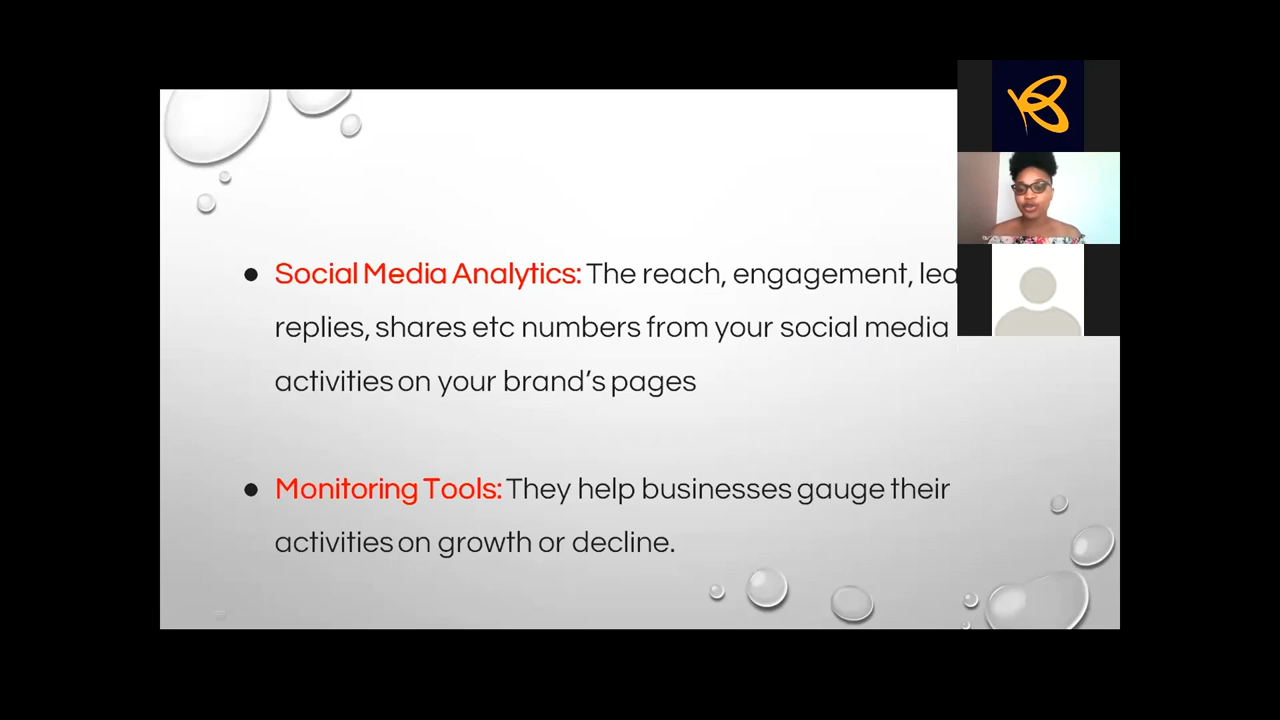 ● Social Media Analytics: The reach, engagement,
replies, shares etc numbers from your social media
activities on your brand’s pages
● Monitoring Tools: They help businesses gauge their
activities on growth or decline.